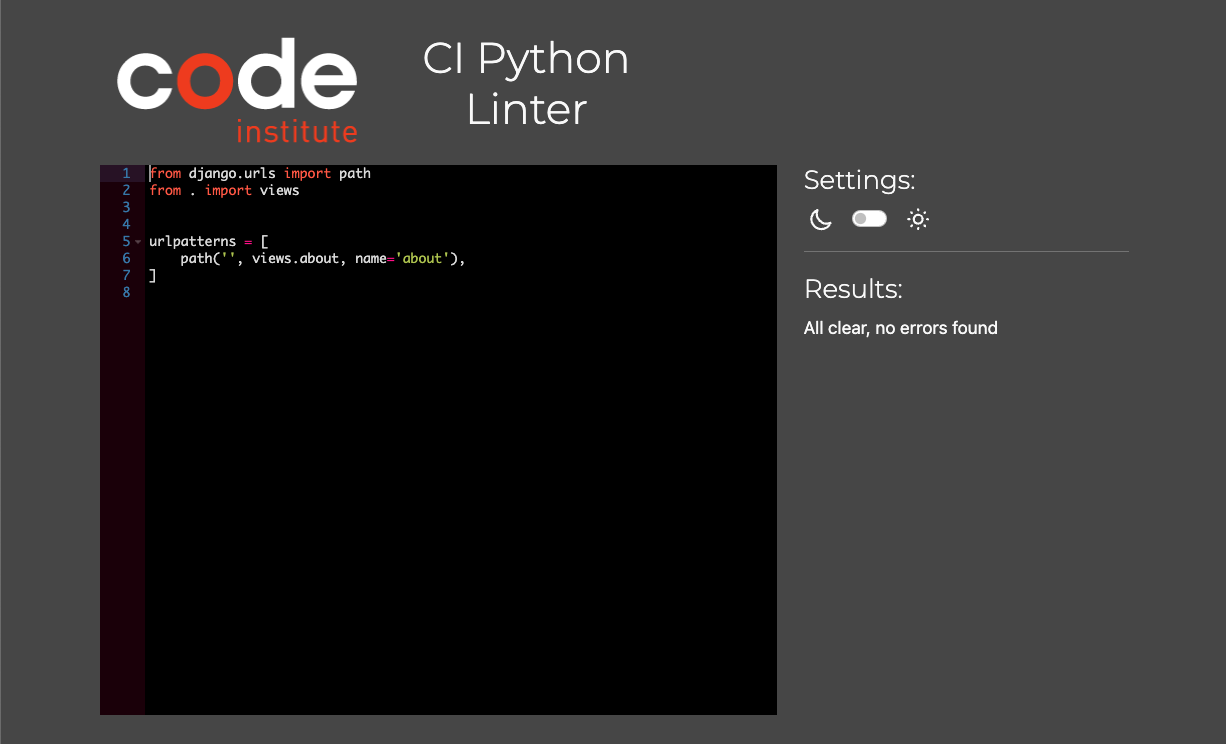 code
institute
CI Python
Linter
1 from django.urls import path
2 from . import views
3
4
5 urlpatterns = [
6     path('', views.about, name='about'),
7 ]
8
Settings:
Results:
All clear, no errors found